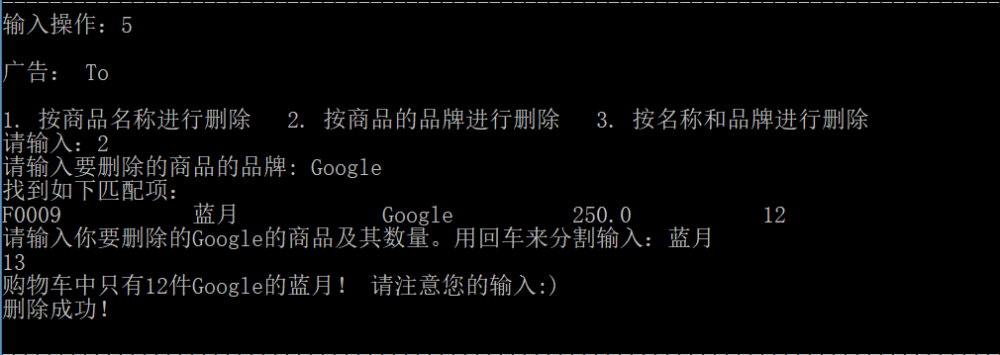 输入操作：5
广告： To
1. 按商品名称进行删除 2. 按商品的品牌进行删除 3. 按名称和品牌进行删除
请输入：2
请输入要删除的商品的品牌: Google
找到如下匹配项：
F0009 蓝月 Google 250.0 12
请输入你要删除的Google的商品及其数量。用回车来分割输入：蓝月
13
购物车中只有12件Google的蓝月！ 请注意您的输入:)
删除成功！